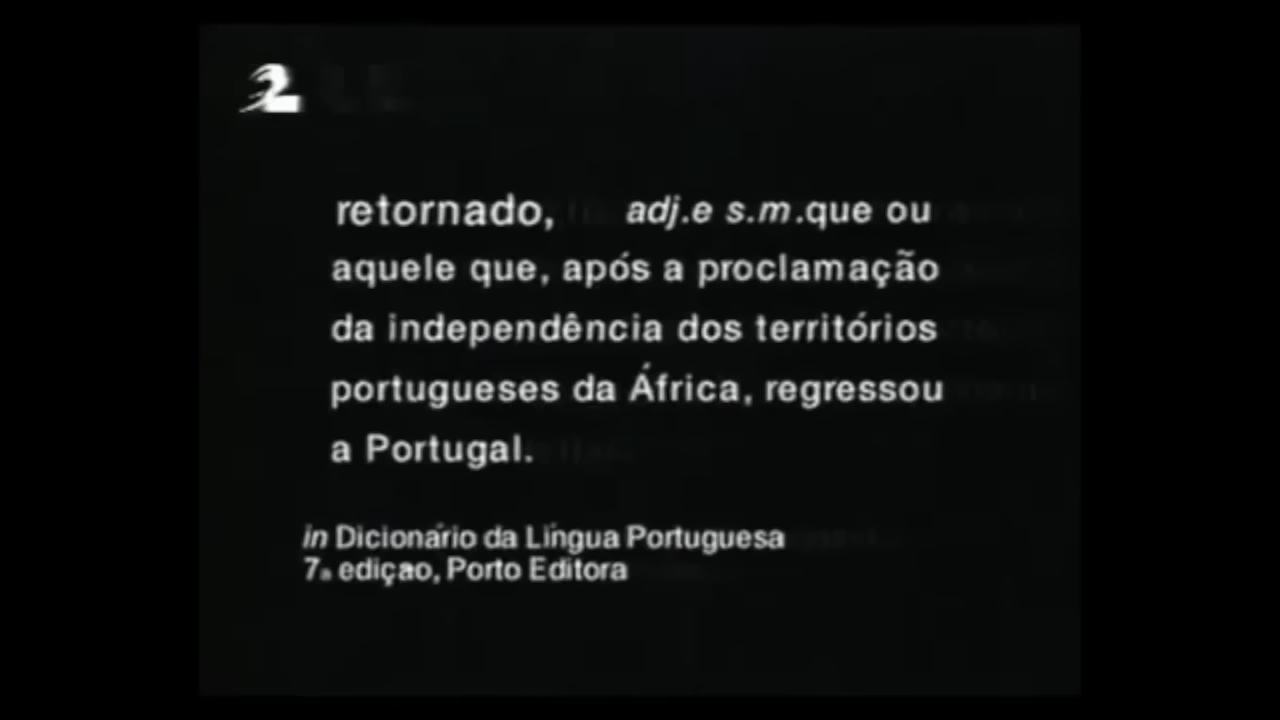 2
retornado, adj.e s.m.que ou
aquele que, após a proclamação
da independência dos territórios
portugueses da África, regressou
a Portugal.
in Dicionário da Língua Portuguesa
7ª ediçao, Porto Editora